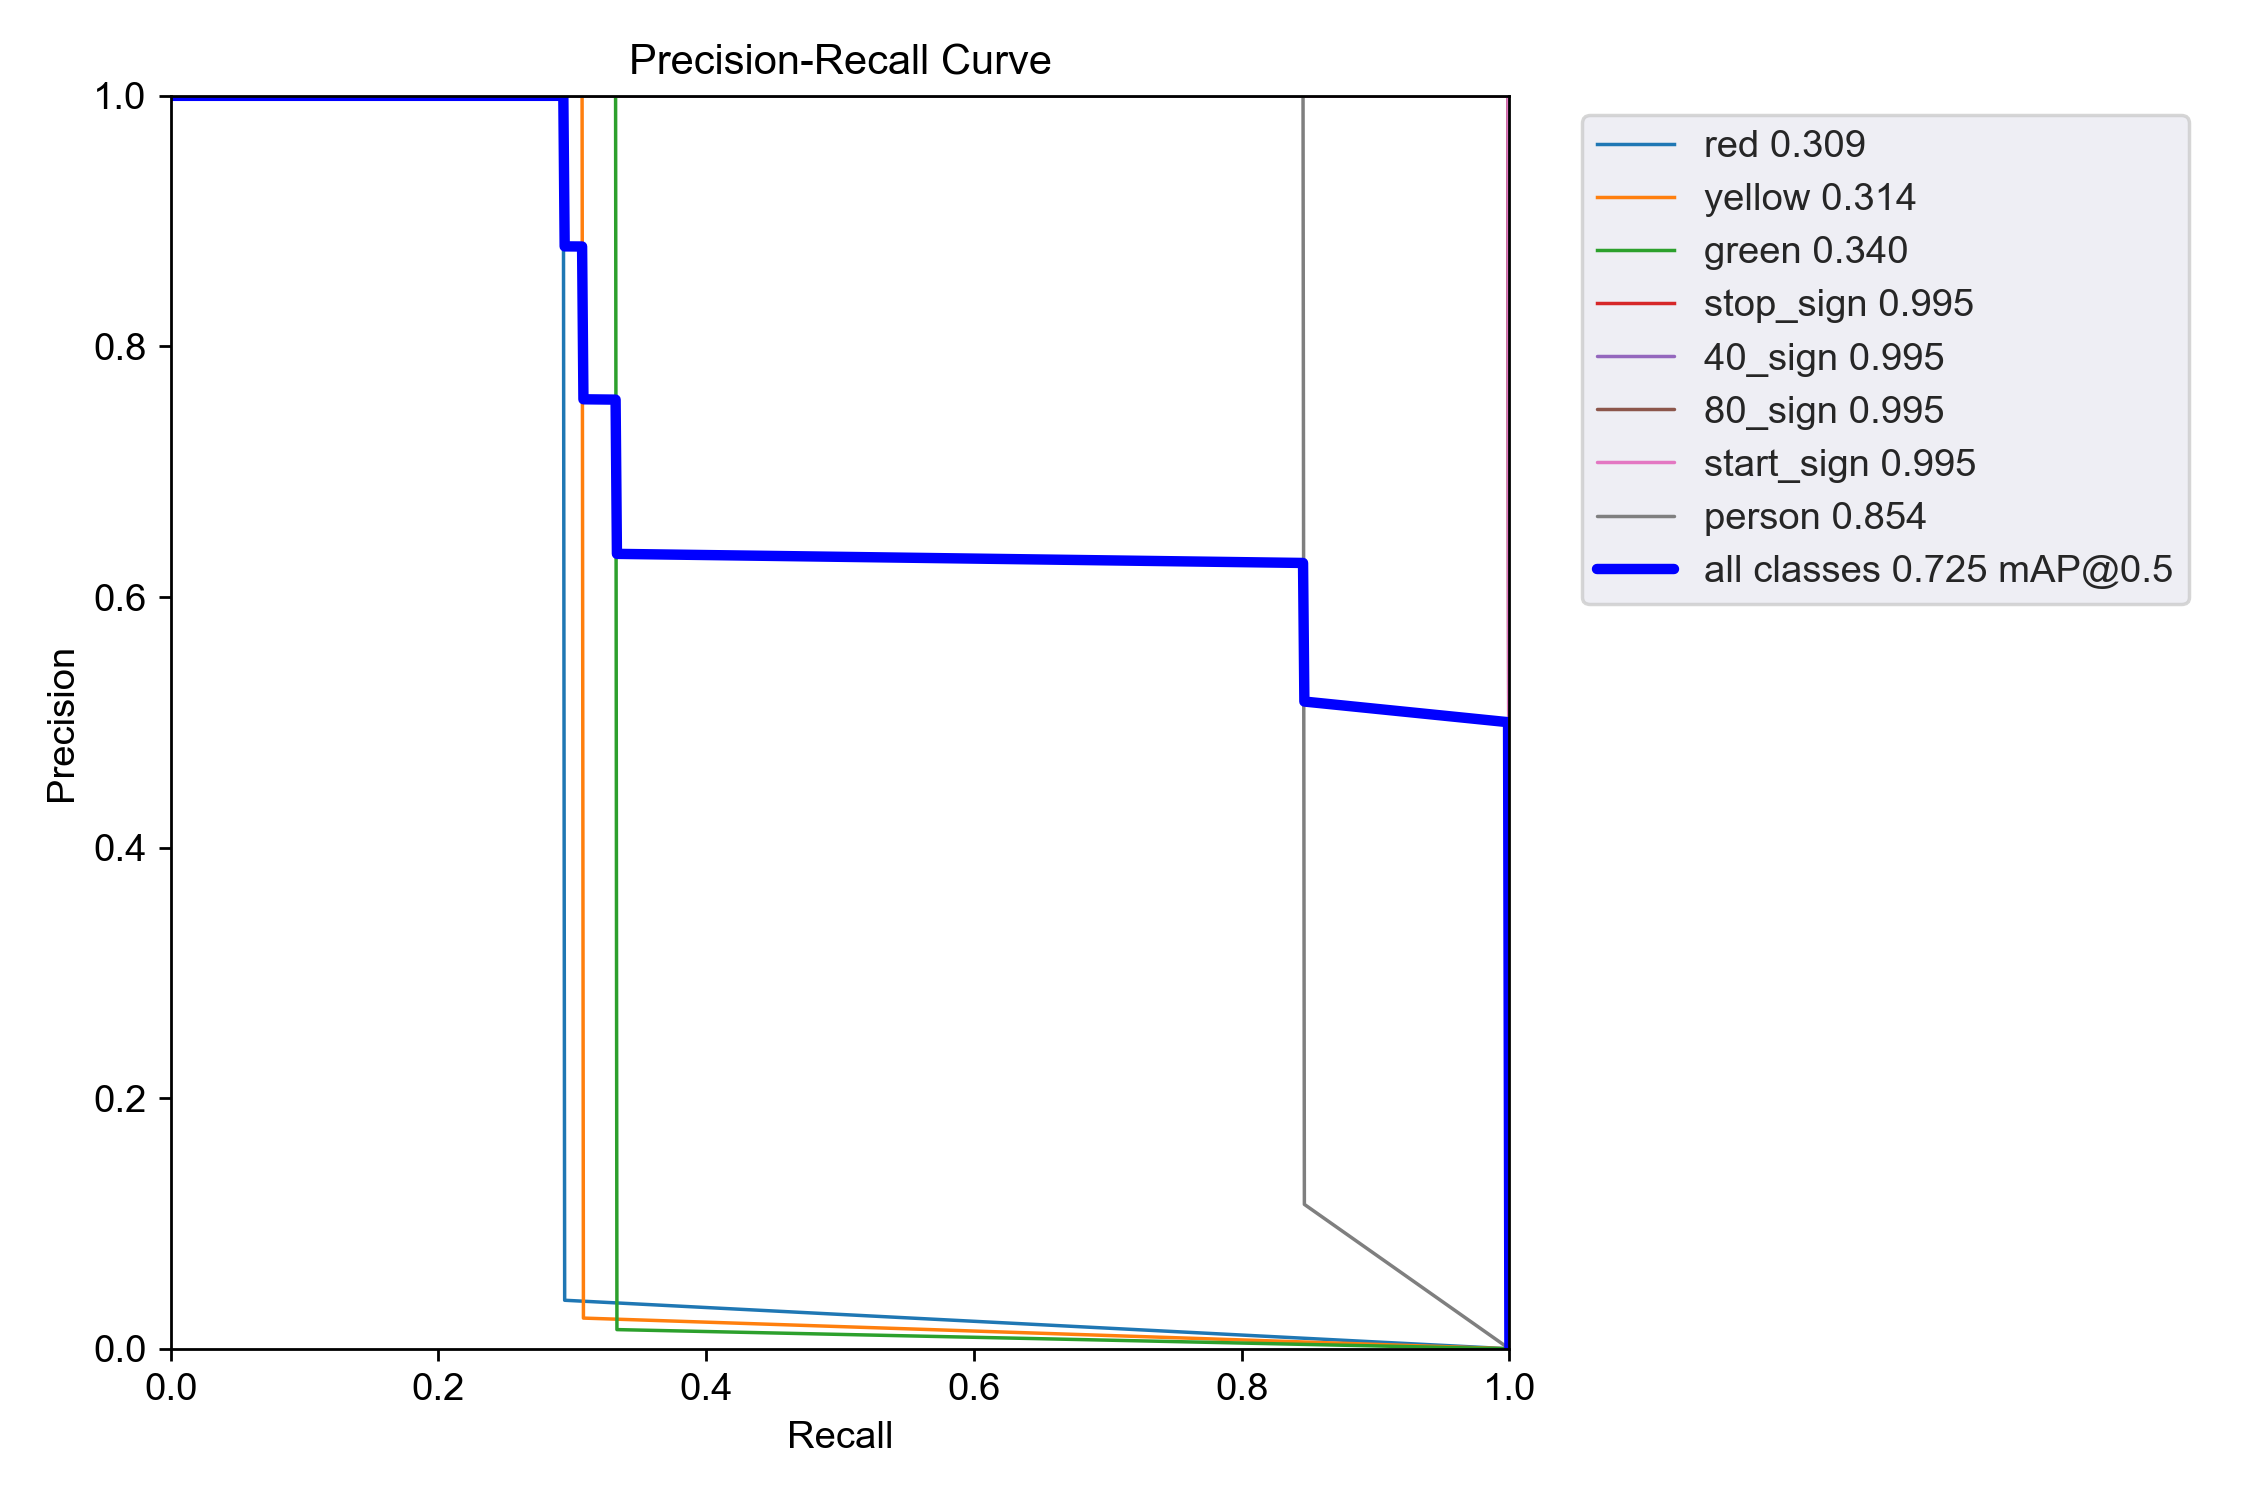 Precision-Recall Curve
1.0
0.8
0.6
0.4
0.2
0.0
Precision
0.0 0.2 0.4 0.6 0.8 1.0
Recall
red 0.309
yellow 0.314
green 0.340
stop_sign 0.995
40_sign 0.995
80_sign 0.995
start_sign 0.995
person 0.854
all classes 0.725 mAP@0.5